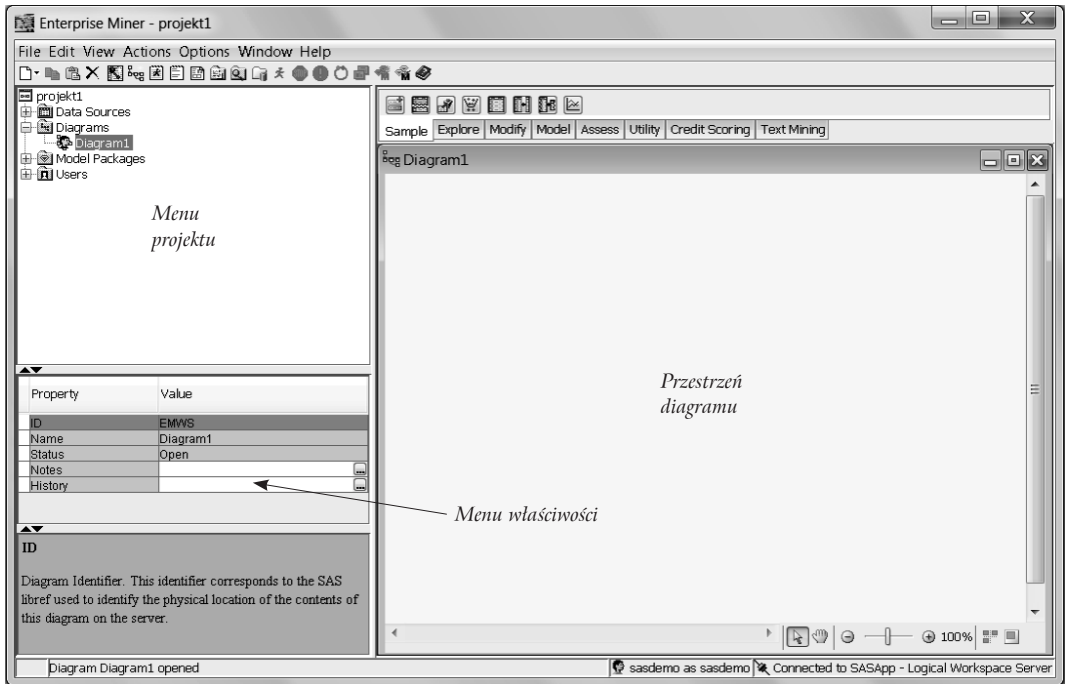 Enterprise Miner - projekt1
File Edit View Actions Options Window Help
projekt1
Data Sources
Diagrams
Diagram1
Model Packages
Users
Menu
projektu
Property Value
ID EMWS
Name Diagram1
Status Open
Notes
History
ID
Diagram Identifier. This identifier corresponds to the SAS
libref used to identify the physical location of the contents of
this diagram on the server.
Sample Explore Modify Model Assess Utility Credit Scoring Text Mining
Diagram1
Przestrzeń
diagramu
Menu właściwości
100%
Diagram Diagram1 opened
sasdemo as sasdemo
Connected to SASApp - Logical Workspace Server